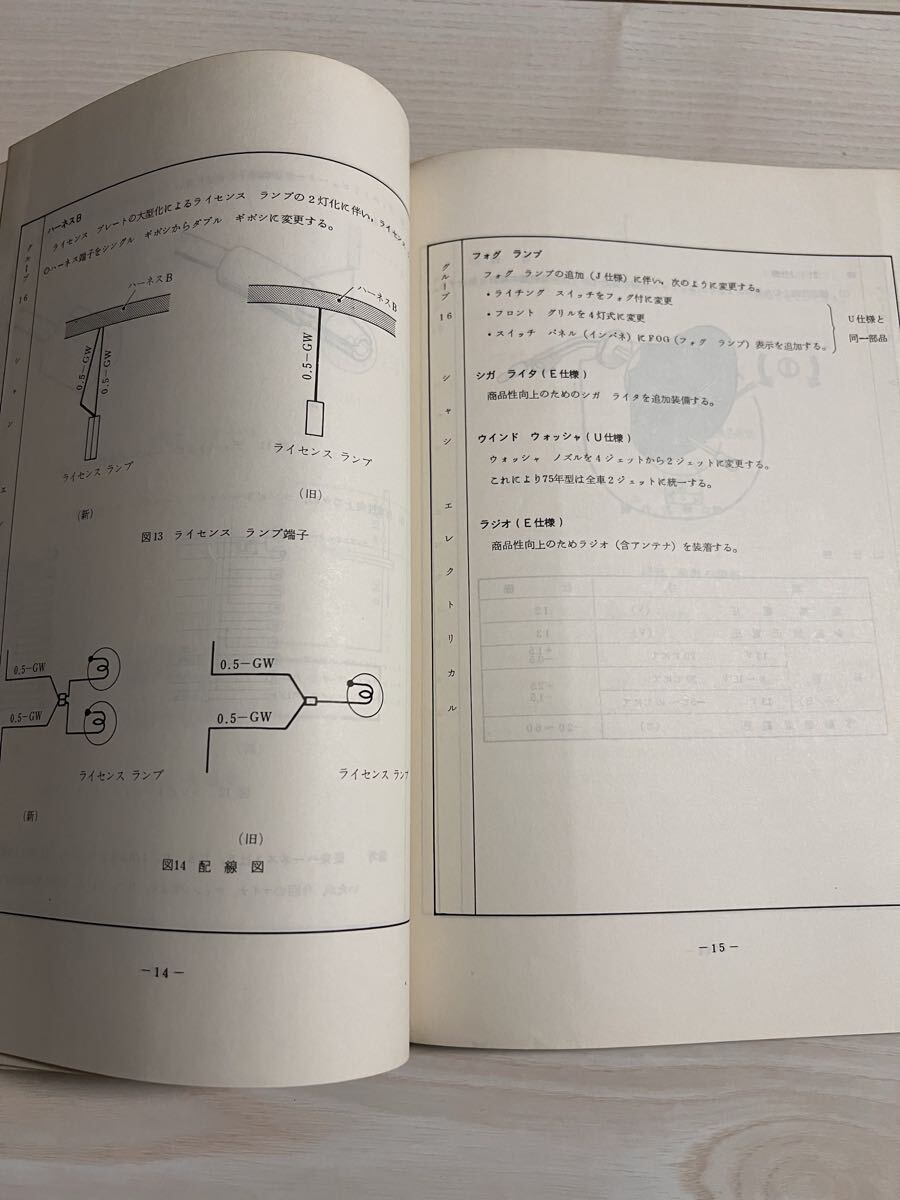 グループ 16 シャシ エレクトリカル
ハーネスB
ライセンス プレートの大型化によるライセンス ランプの2灯化に伴い、ライセンス
○ハーネス端子をシングル ギボシからダブル ギボシに変更する。
ハーネスB
ハーネスB
0.5-GW
0.5-GW
0.5-GW
ライセンス ランプ
ライセンス ランプ
(新)
(旧)
図13 ライセンス ランプ端子
0.5-GW
0.5-GW
0.5-GW
0.5-GW
ライセンス ランプ
ライセンス ランプ
(新)
(旧)
図14 配線図
-14-
グループ 16 シャシ エレクトリカル
フォグ ランプ
フォグ ランプの追加(J仕様)に伴い、次のように変更する。
・ライチング スイッチをフォグ付に変更
・フロント グリルを4灯式に変更
・スイッチ パネル(インパネ)にFOG(フォグ ランプ)表示を追加する。
U仕様と
同一部品
シガ ライタ(E仕様)
商品性向上のためのシガ ライタを追加装備する。
ウインド ウォッシャ(U仕様)
ウォッシャ ノズルを4ジェットから2ジェットに変更する。
これにより75年型は全車2ジェットに統一する。
ラジオ(E仕様)
商品性向上のためラジオ(含アンテナ)を装着する。
-15-